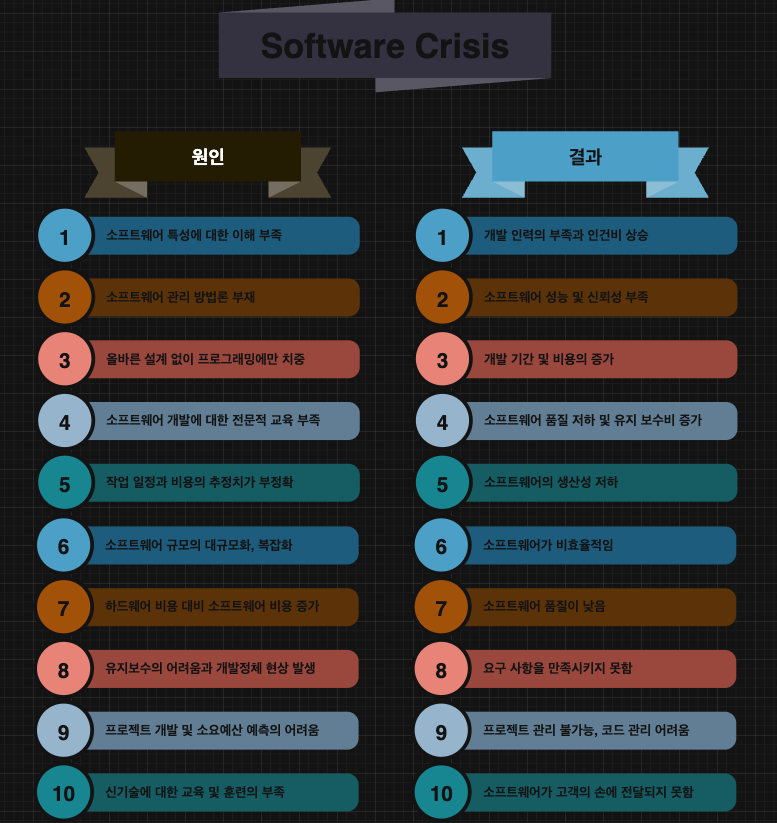 Software Crisis
원인
1 소프트웨어 특성에 대한 이해 부족
2 소프트웨어 관리 방법론 부재
3 올바른 설계 없이 프로그래밍에만 치중
4 소프트웨어 개발에 대한 전문적 교육 부족
5 작업 일정과 비용의 추정치가 부정확
6 소프트웨어 규모의 대규모화, 복잡화
7 하드웨어 비용 대비 소프트웨어 비용 증가
8 유지보수의 어려움과 개발정체 현상 발생
9 프로젝트 개발 및 소요예산 예측의 어려움
10 신기술에 대한 교육 및 훈련의 부족
결과
1 개발 인력의 부족과 인건비 상승
2 소프트웨어 성능 및 신뢰성 부족
3 개발 기간 및 비용의 증가
4 소프트웨어 품질 저하 및 유지 보수비 증가
5 소프트웨어의 생산성 저하
6 소프트웨어가 비효율적임
7 소프트웨어 품질이 낮음
8 요구 사항을 만족시키지 못함
9 프로젝트 관리 불가능, 코드 관리 어려움
10 소프트웨어가 고객의 손에 전달되지 못함